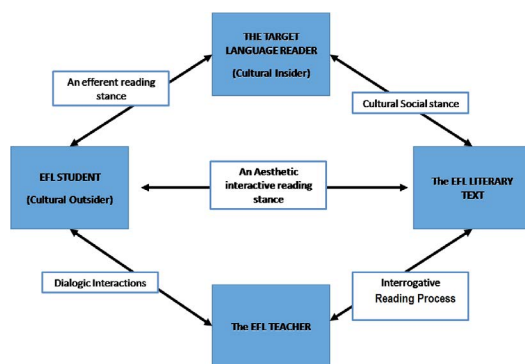 THE TARGET
LANGUAGE READER
(Cultural Insider)
An efferent reading
stance
Cultural Social stance
EFL STUDENT
(Cultural Outsider)
An Aesthetic
interactive reading
stance
The EFL LITERARY
TEXT
Dialogic Interactions
Interrogative
Reading Process
The EFL TEACHER